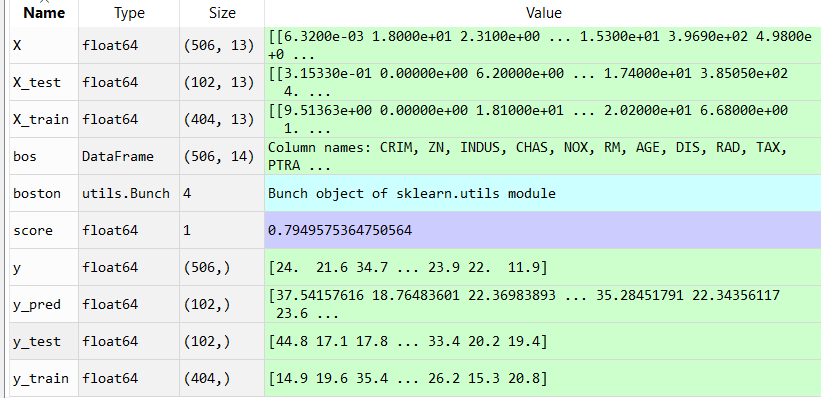 Name Type Size Value
X float64 (506, 13) [[6.3200e-03 1.8000e+01 2.3100e+00 ... 1.5300e+01 3.9690e+02 4.9800e
+0 ...
X_test float64 (102, 13) [[3.15330e-01 0.00000e+00 6.20000e+00 ... 1.74000e+01 3.85050e+02
4. ...
X_train float64 (404, 13) [[9.51363e+00 0.00000e+00 1.81000e+01 ... 2.02000e+01 6.68000e+00
1. ...
bos DataFrame (506, 14) Column names: CRIM, ZN, INDUS, CHAS, NOX, RM, AGE, DIS, RAD, TAX,
PTRA ...
boston utils.Bunch 4 Bunch object of sklearn.utils module
score float64 1 0.7949575364750564
y float64 (506,) [24. 21.6 34.7 ... 23.9 22. 11.9]
y_pred float64 (102,) [37.54157616 18.76483601 22.36983893 ... 35.28451791 22.34356117
23.6 ...
y_test float64 (102,) [44.8 17.1 17.8 ... 33.4 20.2 19.4]
y_train float64 (404,) [14.9 19.6 35.4 ... 26.2 15.3 20.8]